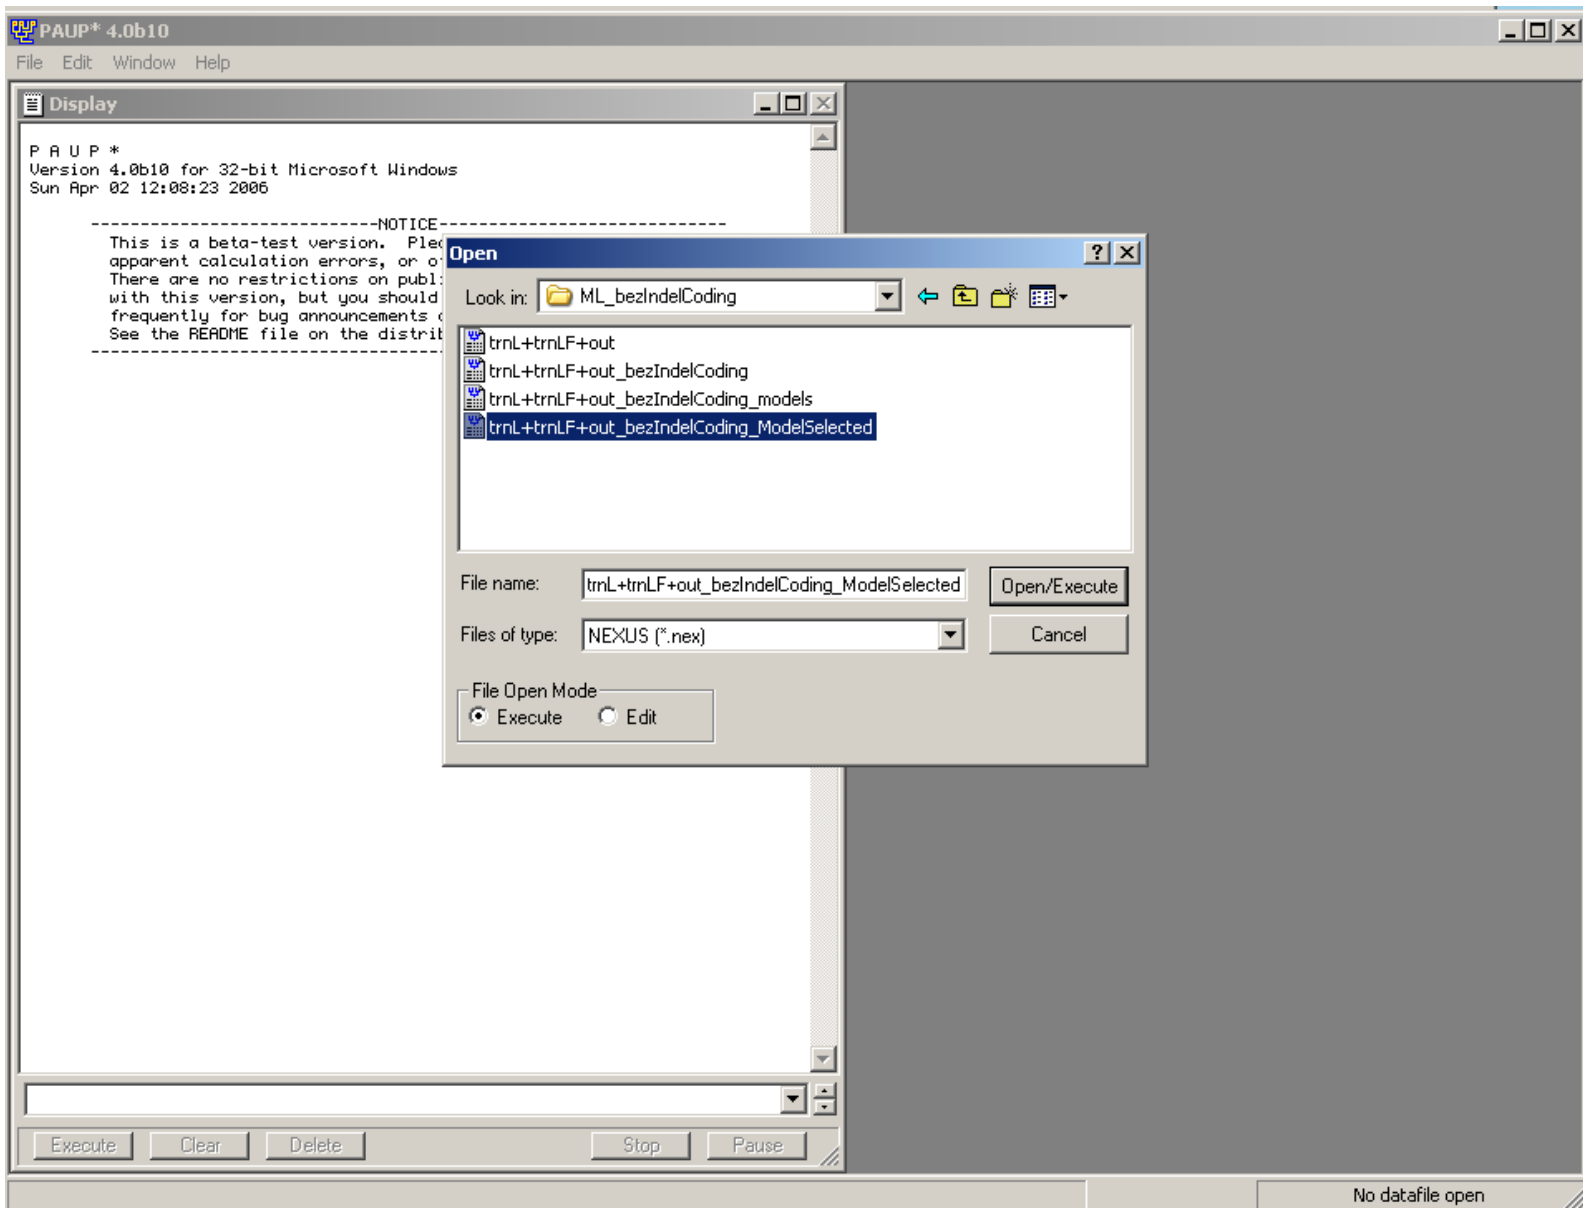 PAUP* 4.0b10
File Edit Window Help
Display
P A U P *
Version 4.0b10 for 32-bit Microsoft Windows
Sun Apr 02 12:08:23 2006
----------------------------NOTICE----------------------------
This is a beta-test version. Plea
apparent calculation errors, or o
There are no restrictions on publi
with this version, but you should
frequently for bug announcements
See the README file on the distrib
Open
Look in: ML_bezIndelCoding
trnL+trnLF+out
trnL+trnLF+out_bezIndelCoding
trnL+trnLF+out_bezIndelCoding_models
trnL+trnLF+out_bezIndelCoding_ModelSelected
File name: trnL+trnLF+out_bezIndelCoding_ModelSelected Open/Execute
Files of type: NEXUS (*.nex) Cancel
File Open Mode
Execute Edit
Execute Clear Delete Stop Pause
No datafile open